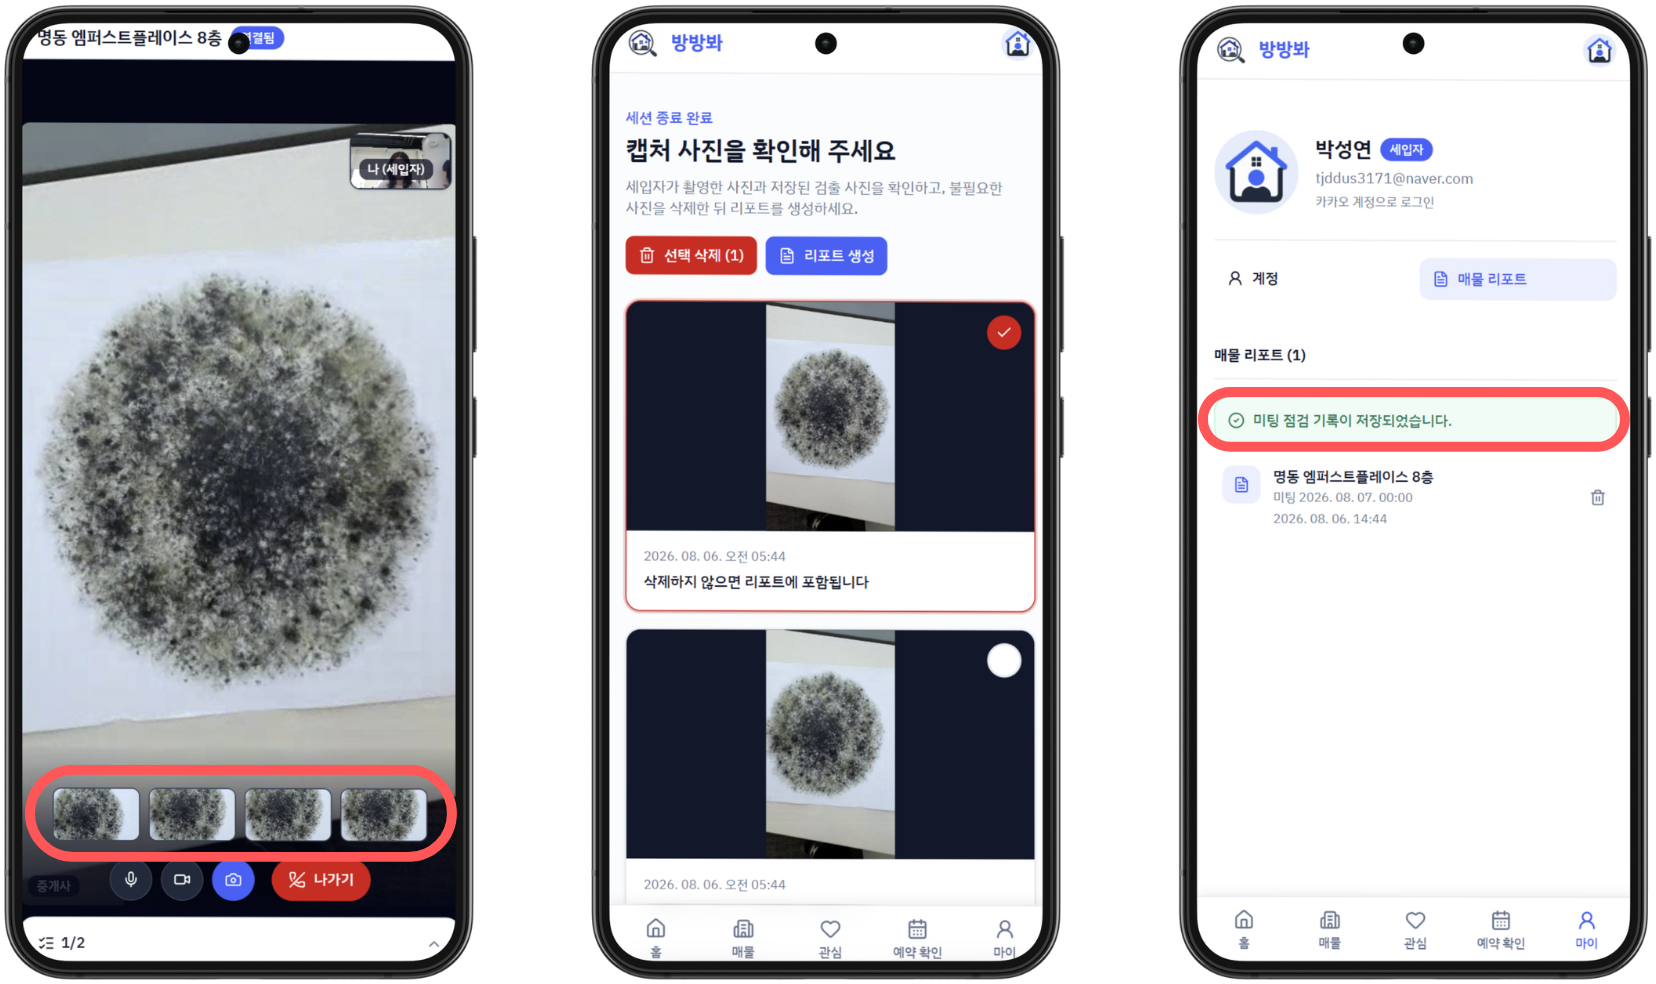 명동 엠퍼스트플레이스 8층
결됨
나 (세입자)
중개사
나가기
1/2
방방봐
세션 종료 완료
캡처 사진을 확인해 주세요
세입자가 촬영한 사진과 저장된 검출 사진을 확인하고, 불필요한
사진을 삭제한 뒤 리포트를 생성하세요.
선택 삭제 (1)
리포트 생성
2026. 08. 06. 오전 05:44
삭제하지 않으면 리포트에 포함됩니다
2026. 08. 06. 오전 05:44
홈
매물
관심
예약 확인
마이
방방봐
박성연
세입자
tjddus3171@naver.com
카카오 계정으로 로그인
계정
매물 리포트
매물 리포트 (1)
미팅 점검 기록이 저장되었습니다.
명동 엠퍼스트플레이스 8층
미팅 2026. 08. 07. 00:00
2026. 08. 06. 14:44
홈
매물
관심
예약 확인
마이